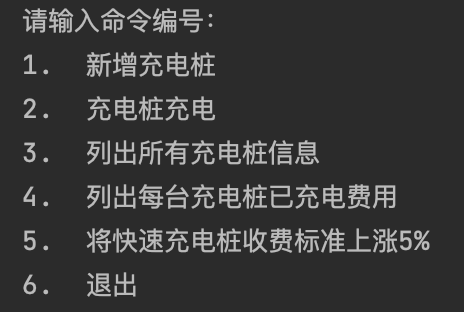 请输入命令编号：
1.  新增充电桩
2.  充电桩充电
3.  列出所有充电桩信息
4.  列出每台充电桩已充电费用
5.  将快速充电桩收费标准上涨5%
6.  退出